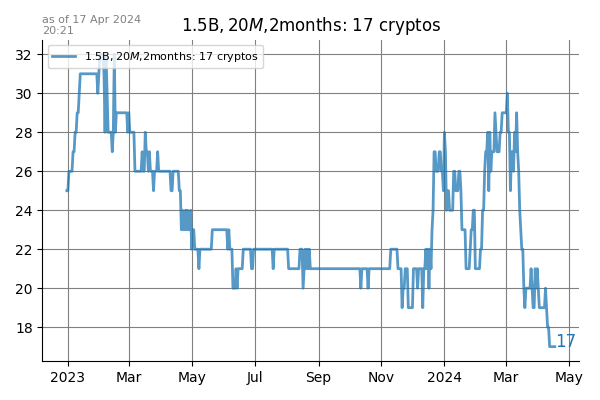 as of 17 Apr 2024
20:21
1.5B, 20M,2months: 17 cryptos
1.5B, 20M,2months: 17 cryptos
32
30
28
26
24
22
20
18
17
2023 Mar May Jul Sep Nov 2024 Mar May